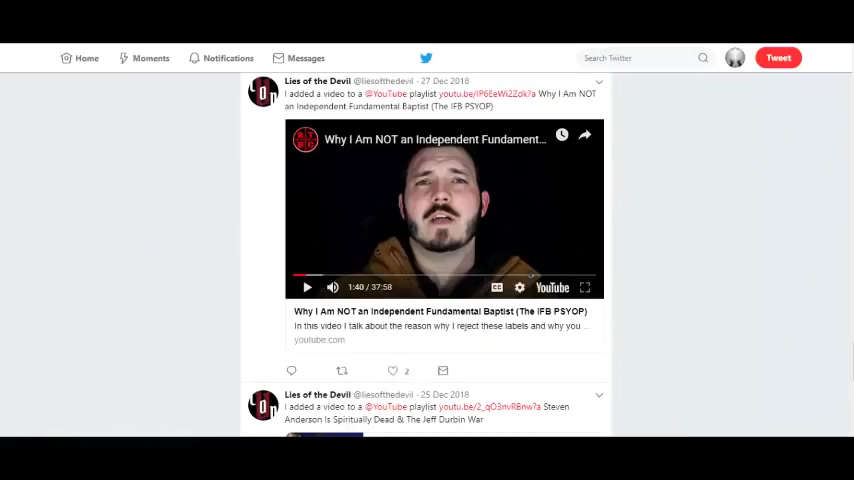 Home
Moments
Notifications
Messages
Search Twitter
Tweet
Lies of the Devil @liesofthedevil · 27 Dec 2018
I added a video to a @YouTube playlist youtu.be/IP6EeWi2Zdk?a Why I Am NOT
an Independent Fundamental Baptist (The IFB PSYOP)
Why I Am NOT an Independent Fundament...
1:40 / 37:58
CC
YouTube
Why I Am NOT an Independent Fundamental Baptist (The IFB PSYOP)
In this video I talk about the reason why I reject these labels and why you ...
youtube.com
2
Lies of the Devil @liesofthedevil · 25 Dec 2018
I added a video to a @YouTube playlist youtu.be/2_qO3nvRBnw?a Steven
Anderson Is Spiritually Dead & The Jeff Durbin War